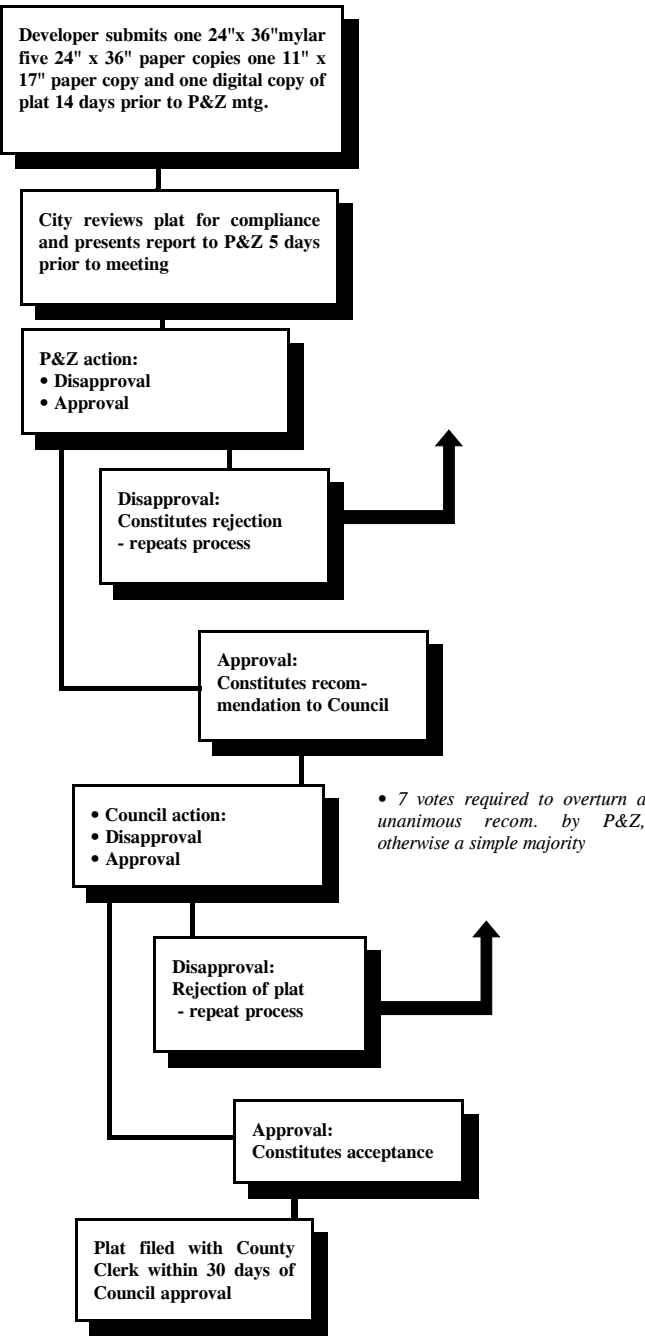 Developer submits one 24"x 36"mylar
five 24" x 36" paper copies one 11" x
17" paper copy and one digital copy of
plat 14 days prior to P&Z mtg.
City reviews plat for compliance
and presents report to P&Z 5 days
prior to meeting
P&Z action:
• Disapproval
• Approval
Disapproval:
Constitutes rejection
- repeats process
Approval:
Constitutes recom-
mendation to Council
• Council action:
• Disapproval
• Approval
• 7 votes required to overturn a
unanimous recom. by P&Z,
otherwise a simple majority
Disapproval:
Rejection of plat
- repeat process
Approval:
Constitutes acceptance
Plat filed with County
Clerk within 30 days of
Council approval